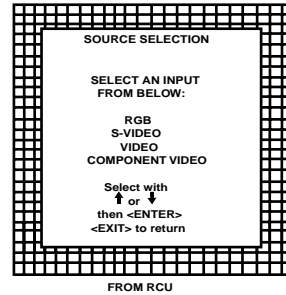 SOURCE SELECTION
SELECT AN INPUT
FROM BELOW:
RGB
S-VIDEO
VIDEO
COMPONENT VIDEO
Select with
↑ or ↓
then <ENTER>
<EXIT> to return
FROM RCU